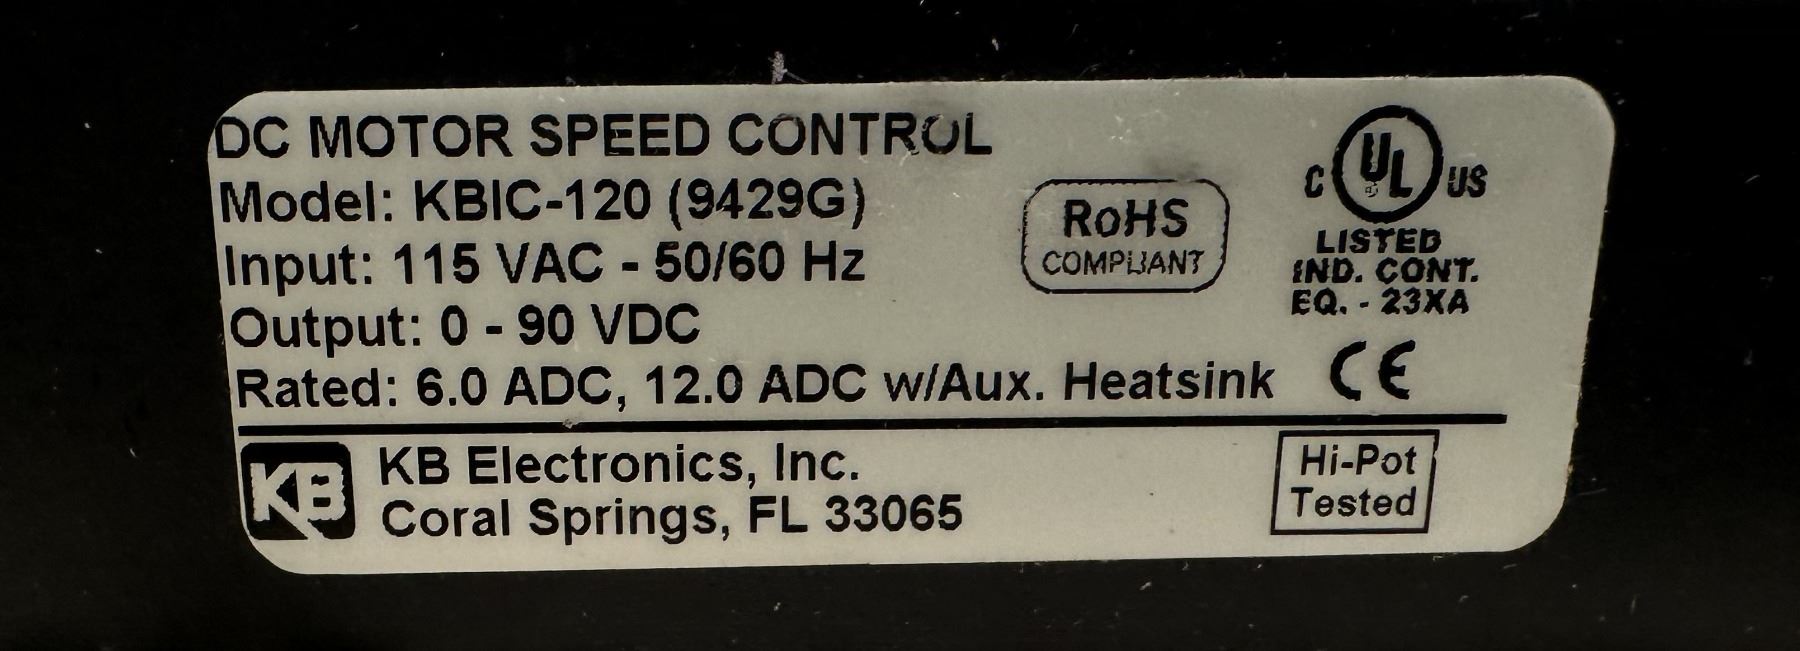 DC MOTOR SPEED CONTROL
Model: KBIC-120 (9429G)
Input: 115 VAC - 50/60 Hz
Output: 0 - 90 VDC
Rated: 6.0 ADC, 12.0 ADC w/Aux. Heatsink
RoHS
COMPLIANT
C UL US
LISTED
IND. CONT.
EQ. - 23XA
CE
KB
KB Electronics, Inc.
Coral Springs, FL 33065
Hi-Pot
Tested